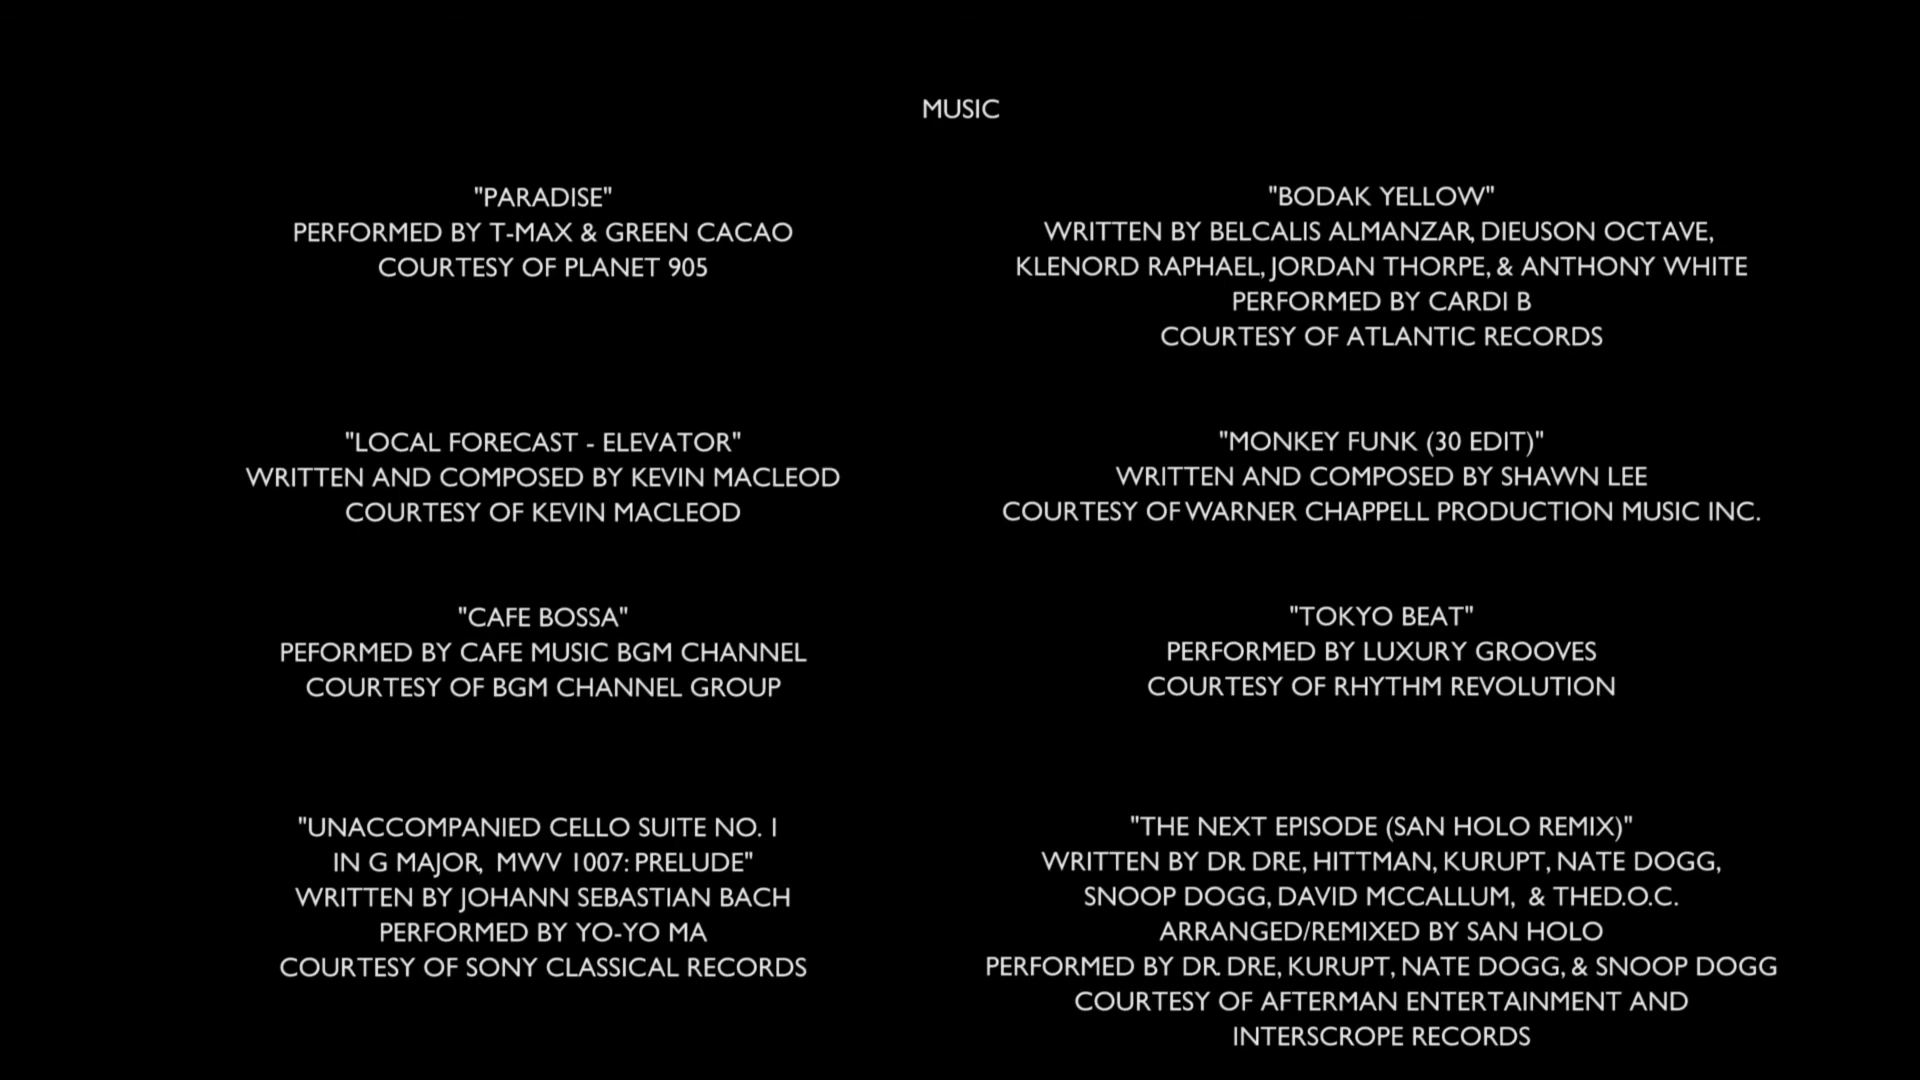 MUSIC
"PARADISE"
PERFORMED BY T-MAX & GREEN CACAO
COURTESY OF PLANET 905
"BODAK YELLOW"
WRITTEN BY BELCALIS ALMANZAR, DIEUSON OCTAVE,
KLENORD RAPHAEL, JORDAN THORPE, & ANTHONY WHITE
PERFORMED BY CARDI B
COURTESY OF ATLANTIC RECORDS
"LOCAL FORECAST - ELEVATOR"
WRITTEN AND COMPOSED BY KEVIN MACLEOD
COURTESY OF KEVIN MACLEOD
"MONKEY FUNK (30 EDIT)"
WRITTEN AND COMPOSED BY SHAWN LEE
COURTESY OF WARNER CHAPPELL PRODUCTION MUSIC INC.
"CAFE BOSSA"
PEFORMED BY CAFE MUSIC BGM CHANNEL
COURTESY OF BGM CHANNEL GROUP
"TOKYO BEAT"
PERFORMED BY LUXURY GROOVES
COURTESY OF RHYTHM REVOLUTION
"UNACCOMPANIED CELLO SUITE NO. 1
IN G MAJOR, MWV 1007: PRELUDE"
WRITTEN BY JOHANN SEBASTIAN BACH
PERFORMED BY YO-YO MA
COURTESY OF SONY CLASSICAL RECORDS
"THE NEXT EPISODE (SAN HOLO REMIX)"
WRITTEN BY DR. DRE, HITTMAN, KURUPT, NATE DOGG,
SNOOP DOGG, DAVID MCCALLUM, & THED.O.C.
ARRANGED/REMIXED BY SAN HOLO
PERFORMED BY DR. DRE, KURUPT, NATE DOGG, & SNOOP DOGG
COURTESY OF AFTERMAN ENTERTAINMENT AND
INTERSCROPE RECORDS